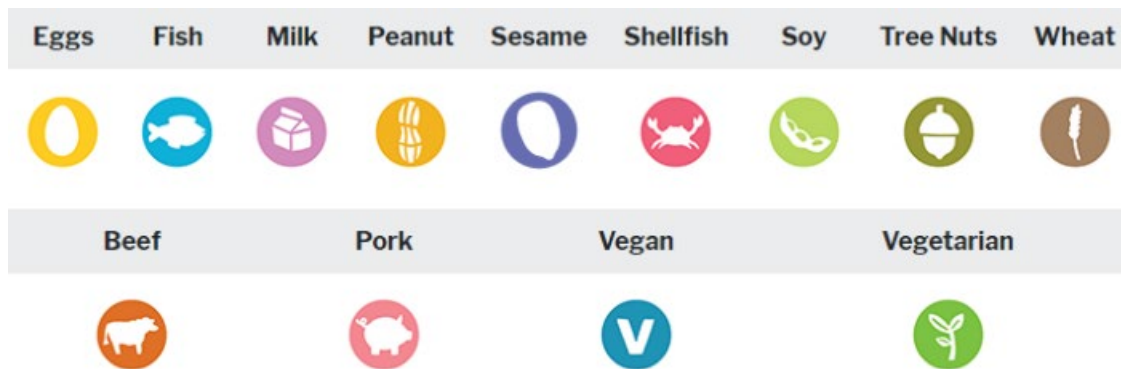 Eggs Fish Milk Peanut Sesame Shellfish Soy Tree Nuts Wheat
Beef Pork Vegan Vegetarian
V